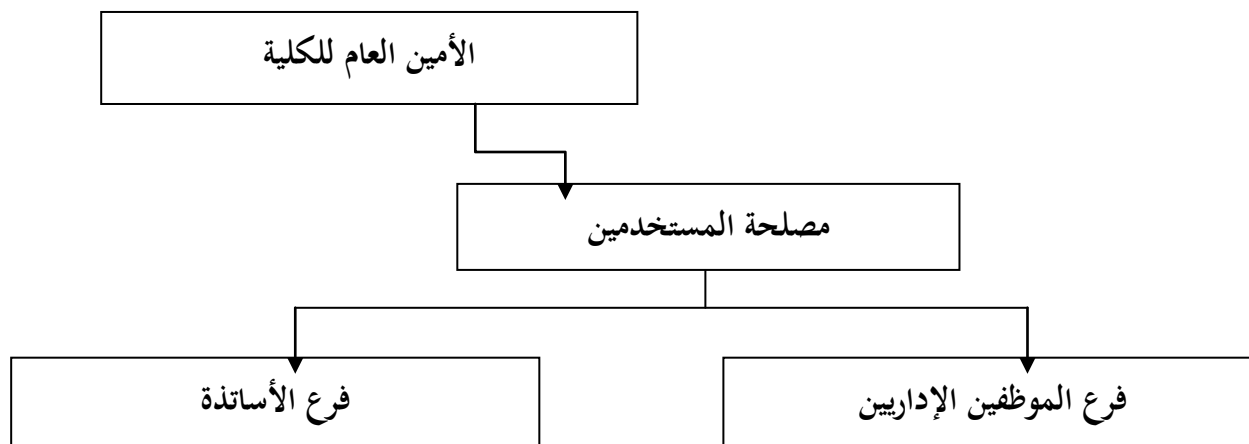 الأمين العام للكلية
مصلحة المستخدمين
فرع الموظفين الإداريين
فرع الأساتذة